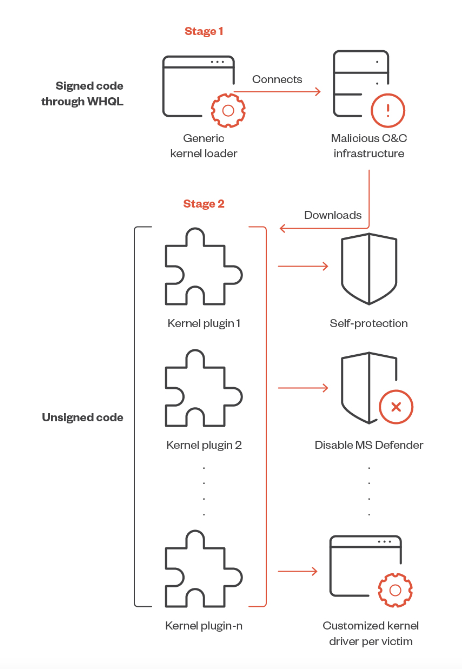 Stage 1
Signed code
through WHQL
Connects
Generic
kernel loader
Malicious C&C
infrastructure
Stage 2
Downloads
Kernel plugin 1
Self-protection
Unsigned code
Kernel plugin 2
Disable MS Defender
Kernel plugin-n
Customized kernel
driver per victim